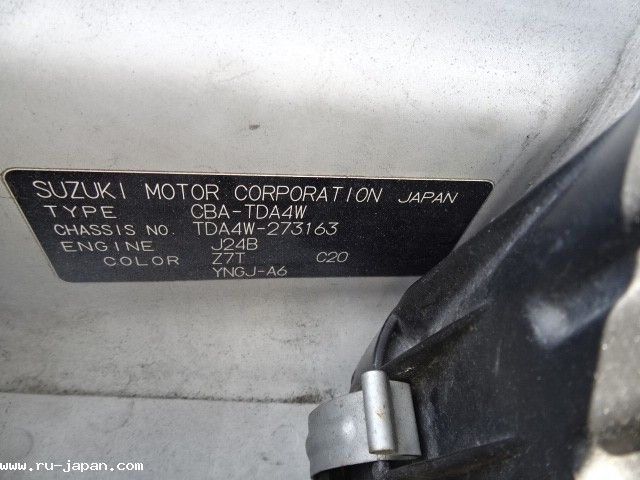 SUZUKI MOTOR CORPORATION JAPAN
TYPE CBA-TDA4W
CHASSIS NO. TDA4W-273163
ENGINE J24B
COLOR Z7T C20
YNGJ-A6
www.ru-japan.com